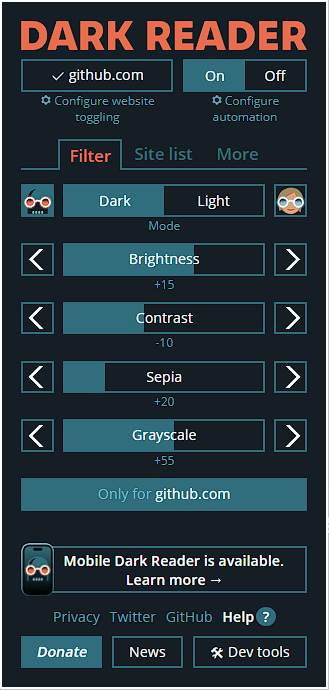 DARK READER
✓ github.com
On Off
Configure website
toggling
Configure
automation
Filter Site list More
Dark Light
Mode
Brightness
+15
Contrast
-10
Sepia
+20
Grayscale
+55
Only for github.com
Mobile Dark Reader is available.
Learn more →
Privacy Twitter GitHub Help ?
Donate News 🛠 Dev tools